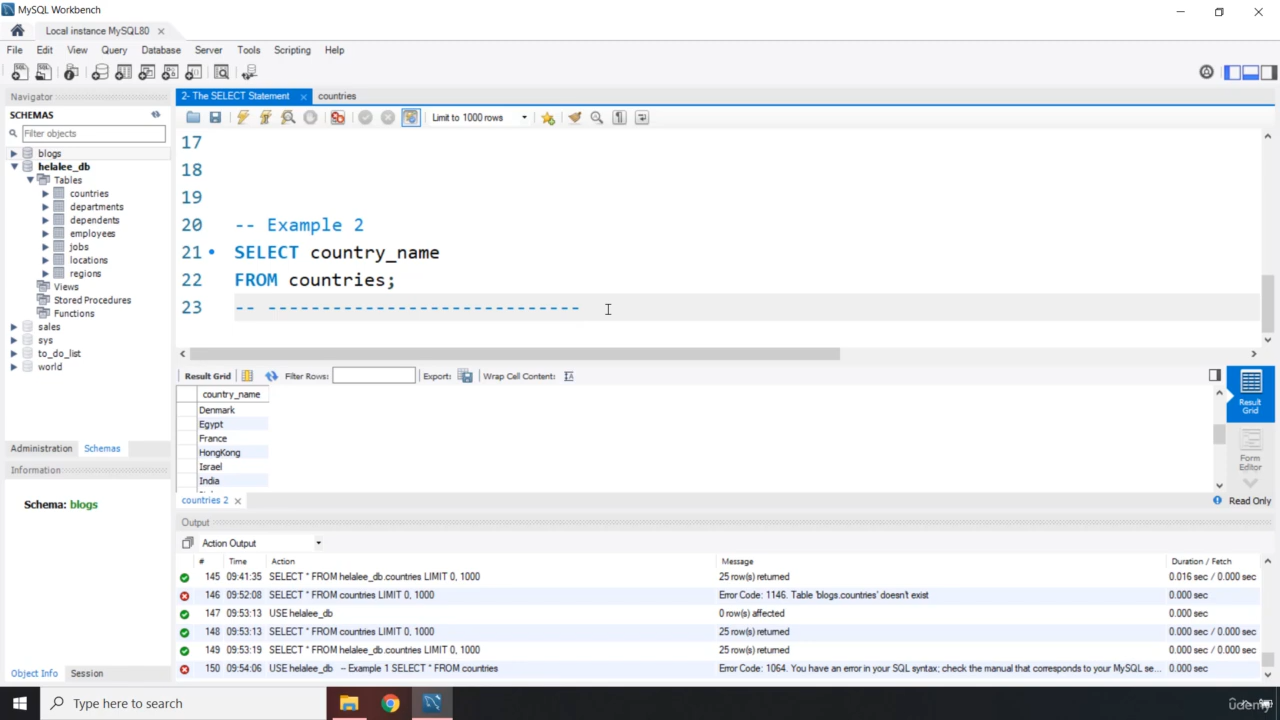 MySQL Workbench
Local instance MySQL80
File Edit View Query Database Server Tools Scripting Help
Navigator
SCHEMAS
Filter objects
blogs
helalee_db
Tables
countries
departments
dependents
employees
jobs
locations
regions
Views
Stored Procedures
Functions
sales
sys
to_do_list
world
Administration Schemas
Information
Schema: blogs
Object Info Session
2- The SELECT Statement countries
Limit to 1000 rows
17
18
19
20 -- Example 2
21 SELECT country_name
22 FROM countries;
23 -- -----------------------------
Result Grid Filter Rows: Export: Wrap Cell Content:
country_name
Denmark
Egypt
France
HongKong
Israel
India
Result Grid
Form Editor
countries 2
Read Only
Output
Action Output
# Time Action Message Duration / Fetch
145 09:41:35 SELECT * FROM helalee_db.countries LIMIT 0, 1000 25 row(s) returned 0.016 sec / 0.000 sec
146 09:52:08 SELECT * FROM countries LIMIT 0, 1000 Error Code: 1146. Table 'blogs.countries' doesn't exist 0.000 sec
147 09:53:13 USE helalee_db 0 row(s) affected 0.000 sec
148 09:53:13 SELECT * FROM countries LIMIT 0, 1000 25 row(s) returned 0.000 sec / 0.000 sec
149 09:53:19 SELECT * FROM helalee_db.countries LIMIT 0, 1000 25 row(s) returned 0.000 sec / 0.000 sec
150 09:54:06 USE helalee_db -- Example 1 SELECT * FROM countries Error Code: 1064. You have an error in your SQL syntax; check the manual that corresponds to your MySQL se... 0.000 sec
Type here to search
udemy